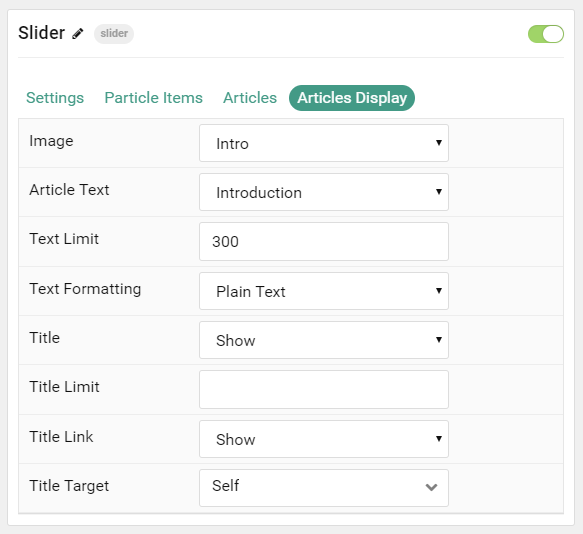 Slider slider
Settings Particle Items Articles Articles Display
Image Intro
Article Text Introduction
Text Limit 300
Text Formatting Plain Text
Title Show
Title Limit
Title Link Show
Title Target Self